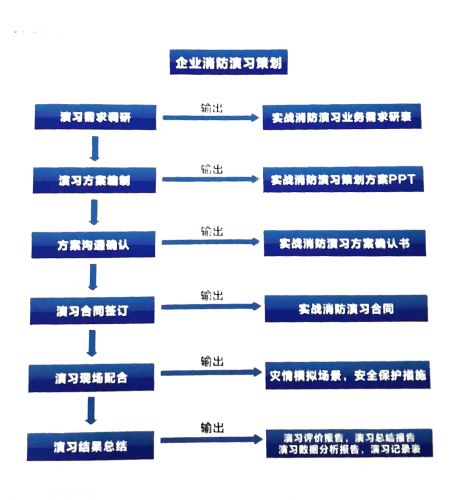 企业消防演习策划
演习需求调研
输出
实战消防演习业务需求研表
演习方案编制
输出
实战消防演习策划方案PPT
方案沟通确认
输出
实战消防演习方案确认书
演习合同签订
输出
实战消防演习合同
演习现场配合
输出
灾情模拟场景，安全保护措施
演习结果总结
输出
演习评价报告，演习总结报告
演习数据分析报告，演习记录表